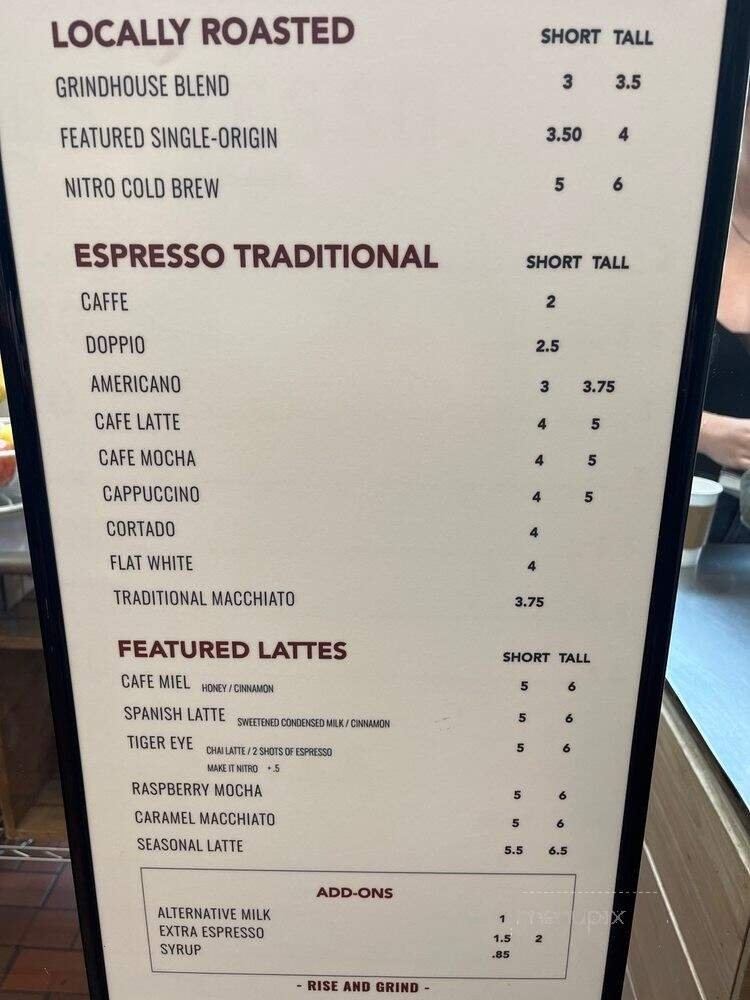 LOCALLY ROASTED SHORT TALL
GRINDHOUSE BLEND 3 3.5
FEATURED SINGLE-ORIGIN 3.50 4
NITRO COLD BREW 5 6
ESPRESSO TRADITIONAL SHORT TALL
CAFFE 2
DOPPIO 2.5
AMERICANO 3 3.75
CAFE LATTE 4 5
CAFE MOCHA 4 5
CAPPUCCINO 4 5
CORTADO 4
FLAT WHITE 4
TRADITIONAL MACCHIATO 3.75
FEATURED LATTES SHORT TALL
CAFE MIEL HONEY / CINNAMON 5 6
SPANISH LATTE SWEETENED CONDENSED MILK / CINNAMON 5 6
TIGER EYE CHAI LATTE / 2 SHOTS OF ESPRESSO 5 6
MAKE IT NITRO +.5
RASPBERRY MOCHA 5 6
CARAMEL MACCHIATO 5 6
SEASONAL LATTE 5.5 6.5
ADD-ONS
ALTERNATIVE MILK 1
EXTRA ESPRESSO 1.5 2
SYRUP .85
- RISE AND GRIND -
menupix